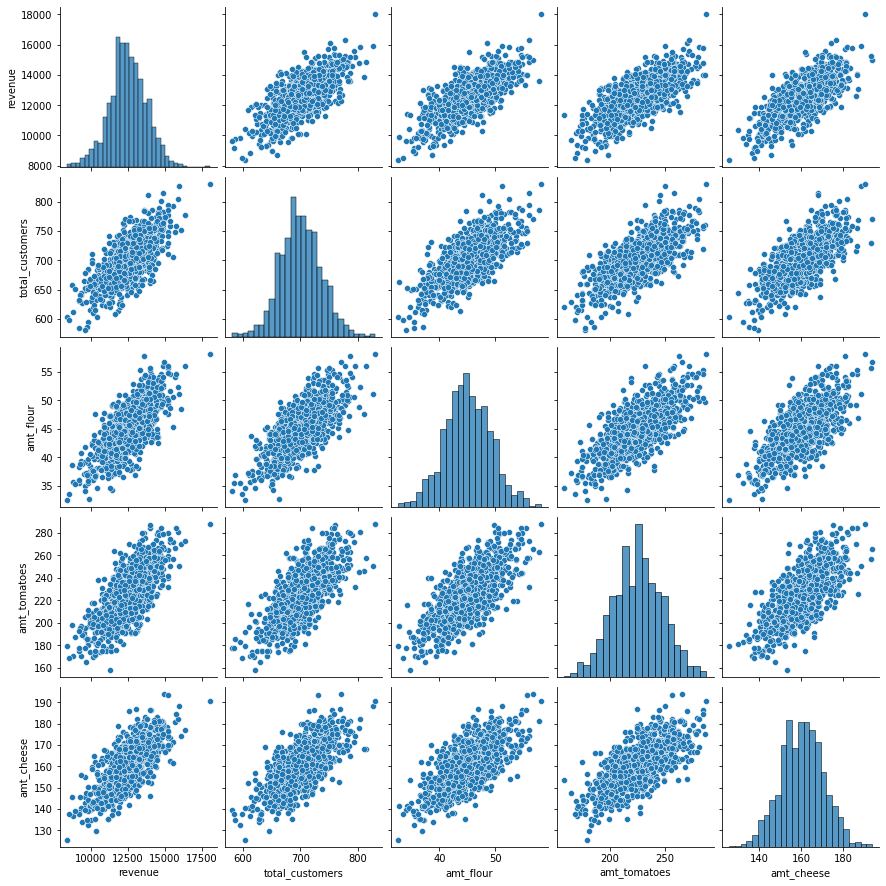 18000
16000
14000
12000
10000
8000
revenue
800
750
700
650
600
total_customers
55
50
45
40
35
amt_flour
280
260
240
220
200
180
160
amt_tomatoes
190
180
170
160
150
140
130
amt_cheese
10000 12500 15000 17500
revenue
600 700 800
total_customers
40 50
amt_flour
200 250
amt_tomatoes
140 160 180
amt_cheese